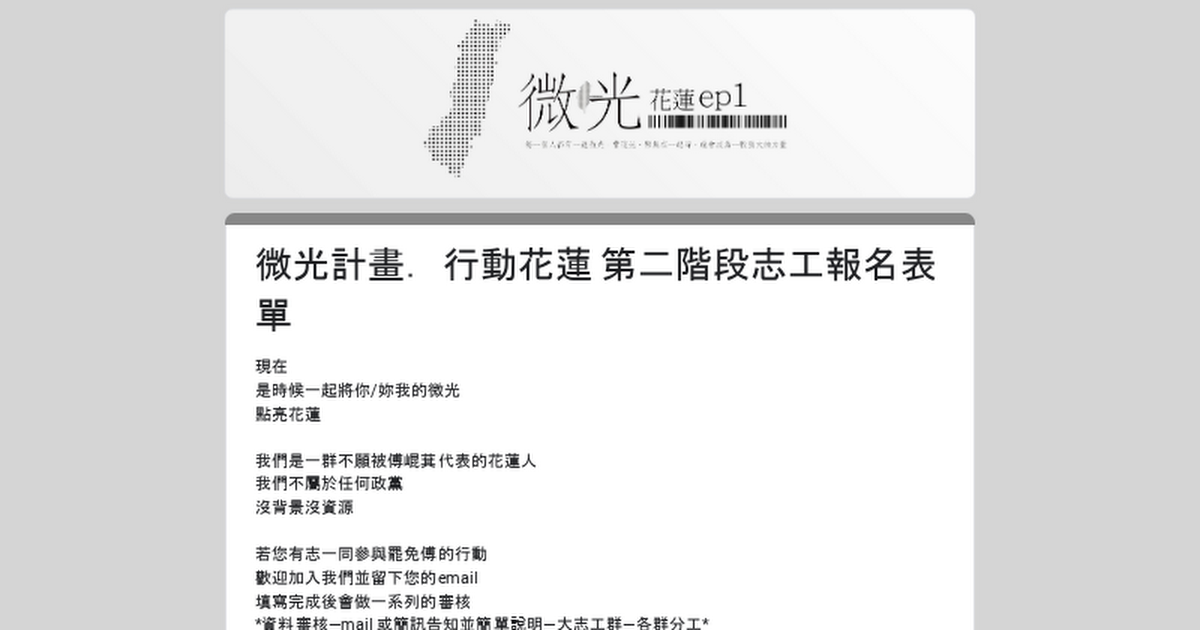 微光 花蓮ep1
微光計畫. 行動花蓮 第二階段志工報名表
單
現在
是時候一起將你/妳我的微光
點亮花蓮
我們是一群不願被傅崐萁代表的花蓮人
我們不屬於任何政黨
沒背景沒資源
若您有志一同參與罷免傅的行動
歡迎加入我們並留下您的email
填寫完成後會做一系列的審核
*資料審核—mail 或簡訊告知並簡單說明—大志工群—各群分工*